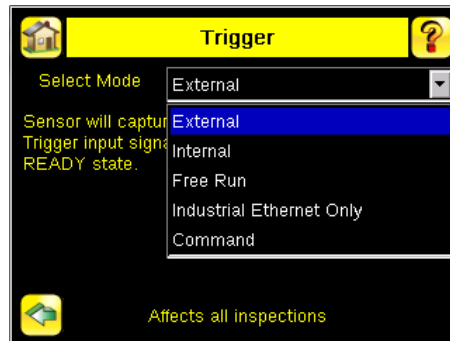 Trigger
?
Select Mode
External
Sensor will captur
Trigger input signa
READY state.
External
Internal
Free Run
Industrial Ethernet Only
Command
Affects all inspections